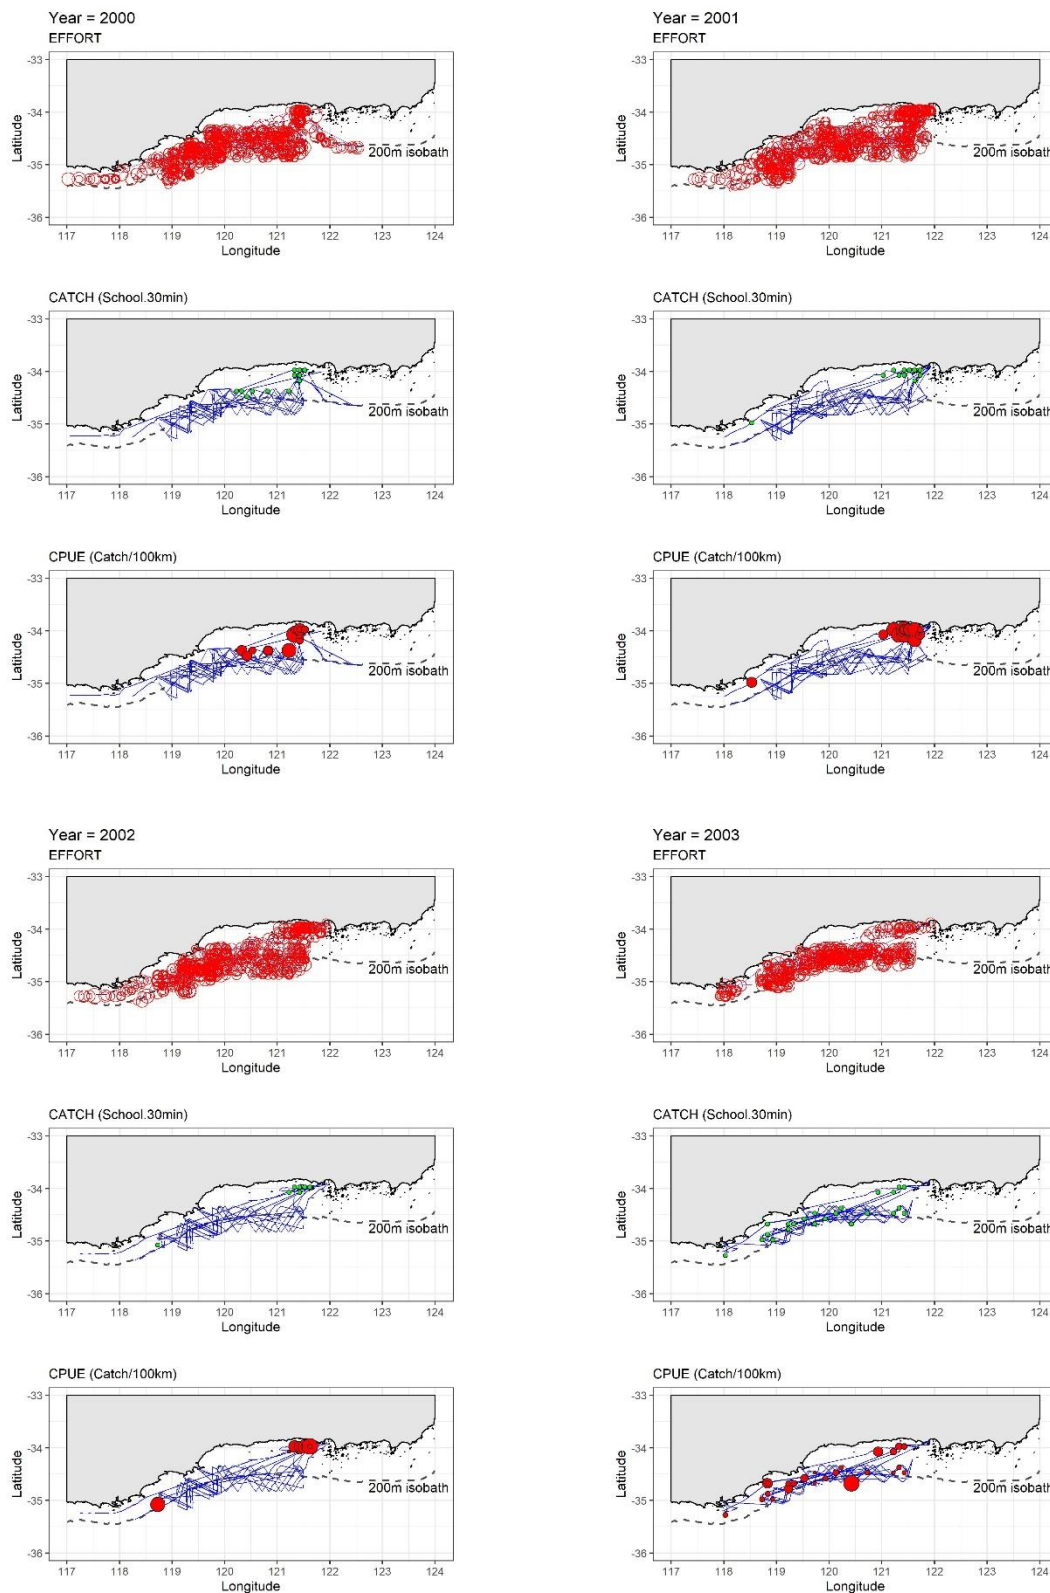 Year = 2000
EFFORT
-33
-34
-35
-36
Latitude
200m isobath
117 118 119 120 121 122 123 124
Longitude
CATCH (School.30min)
-33
-34
-35
-36
Latitude
200m isobath
117 118 119 120 121 122 123 124
Longitude
CPUE (Catch/100km)
-33
-34
-35
-36
Latitude
200m isobath
117 118 119 120 121 122 123 124
Longitude
Year = 2001
EFFORT
-33
-34
-35
-36
Latitude
200m isobath
117 118 119 120 121 122 123 124
Longitude
CATCH (School.30min)
-33
-34
-35
-36
Latitude
200m isobath
117 118 119 120 121 122 123 124
Longitude
CPUE (Catch/100km)
-33
-34
-35
-36
Latitude
200m isobath
117 118 119 120 121 122 123 124
Longitude
Year = 2002
EFFORT
-33
-34
-35
-36
Latitude
200m isobath
117 118 119 120 121 122 123 124
Longitude
CATCH (School.30min)
-33
-34
-35
-36
Latitude
200m isobath
117 118 119 120 121 122 123 124
Longitude
CPUE (Catch/100km)
-33
-34
-35
-36
Latitude
200m isobath
117 118 119 120 121 122 123 124
Longitude
Year = 2003
EFFORT
-33
-34
-35
-36
Latitude
200m isobath
117 118 119 120 121 122 123 124
Longitude
CATCH (School.30min)
-33
-34
-35
-36
Latitude
200m isobath
117 118 119 120 121 122 123 124
Longitude
CPUE (Catch/100km)
-33
-34
-35
-36
Latitude
200m isobath
117 118 119 120 121 122 123 124
Longitude